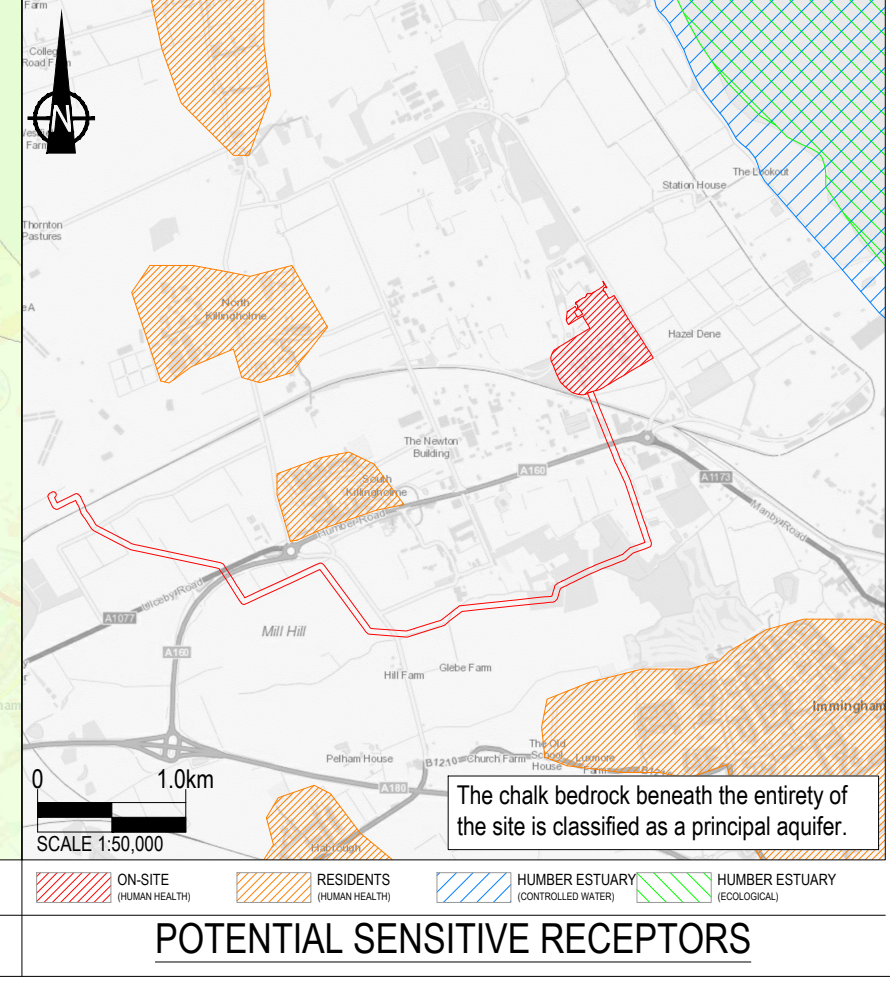 Farm
College
Road Farm
N
Farm
Thornton
Pastures
The Lookout
Station House
North
Killingholme
Hazel Dene
The Newton
Building
South
Killingholme
A160
A1173
Humber Road
Manby Road
Ulceby Road
A1077
Mill Hill
A160
Glebe Farm
Hill Farm
Immingham
The Old
School
House
Luxmore
Farm
Pelham House
B1210
Church Farm
A180
Habrough
0 1.0km
SCALE 1:50,000
The chalk bedrock beneath the entirety of
the site is classified as a principal aquifer.
ON-SITE
(HUMAN HEALTH)
RESIDENTS
(HUMAN HEALTH)
HUMBER ESTUARY
(CONTROLLED WATER)
HUMBER ESTUARY
(ECOLOGICAL)
POTENTIAL SENSITIVE RECEPTORS